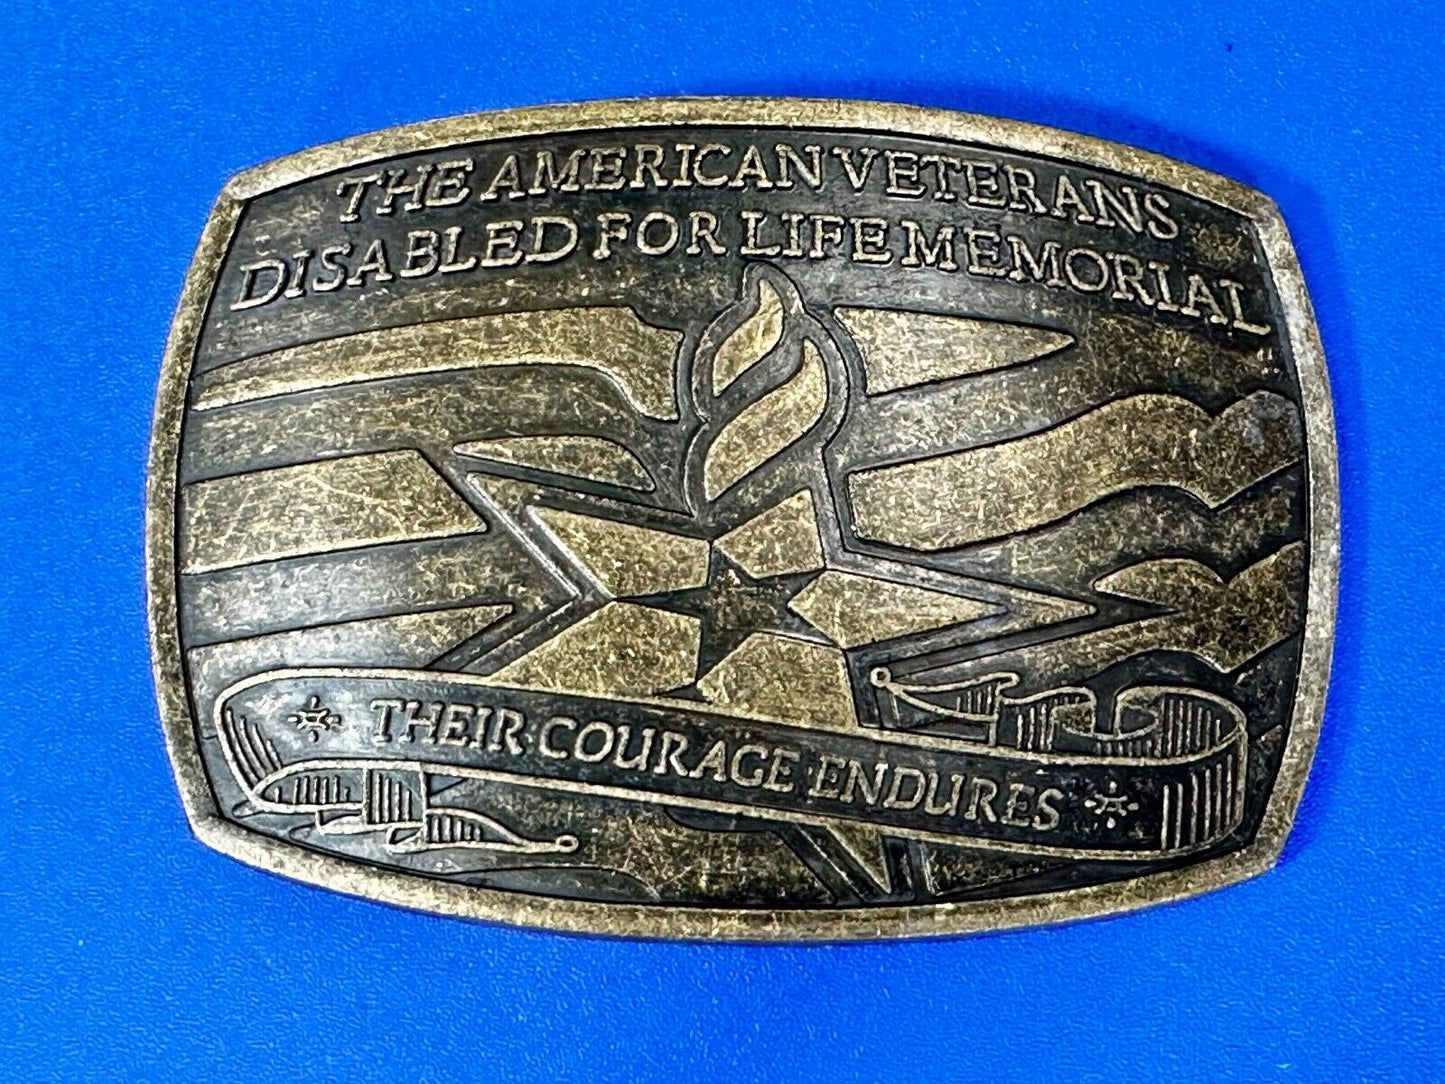 THE AMERICAN VETERANS
DISABLED FOR LIFE MEMORIAL
THEIR COURAGE ENDURES